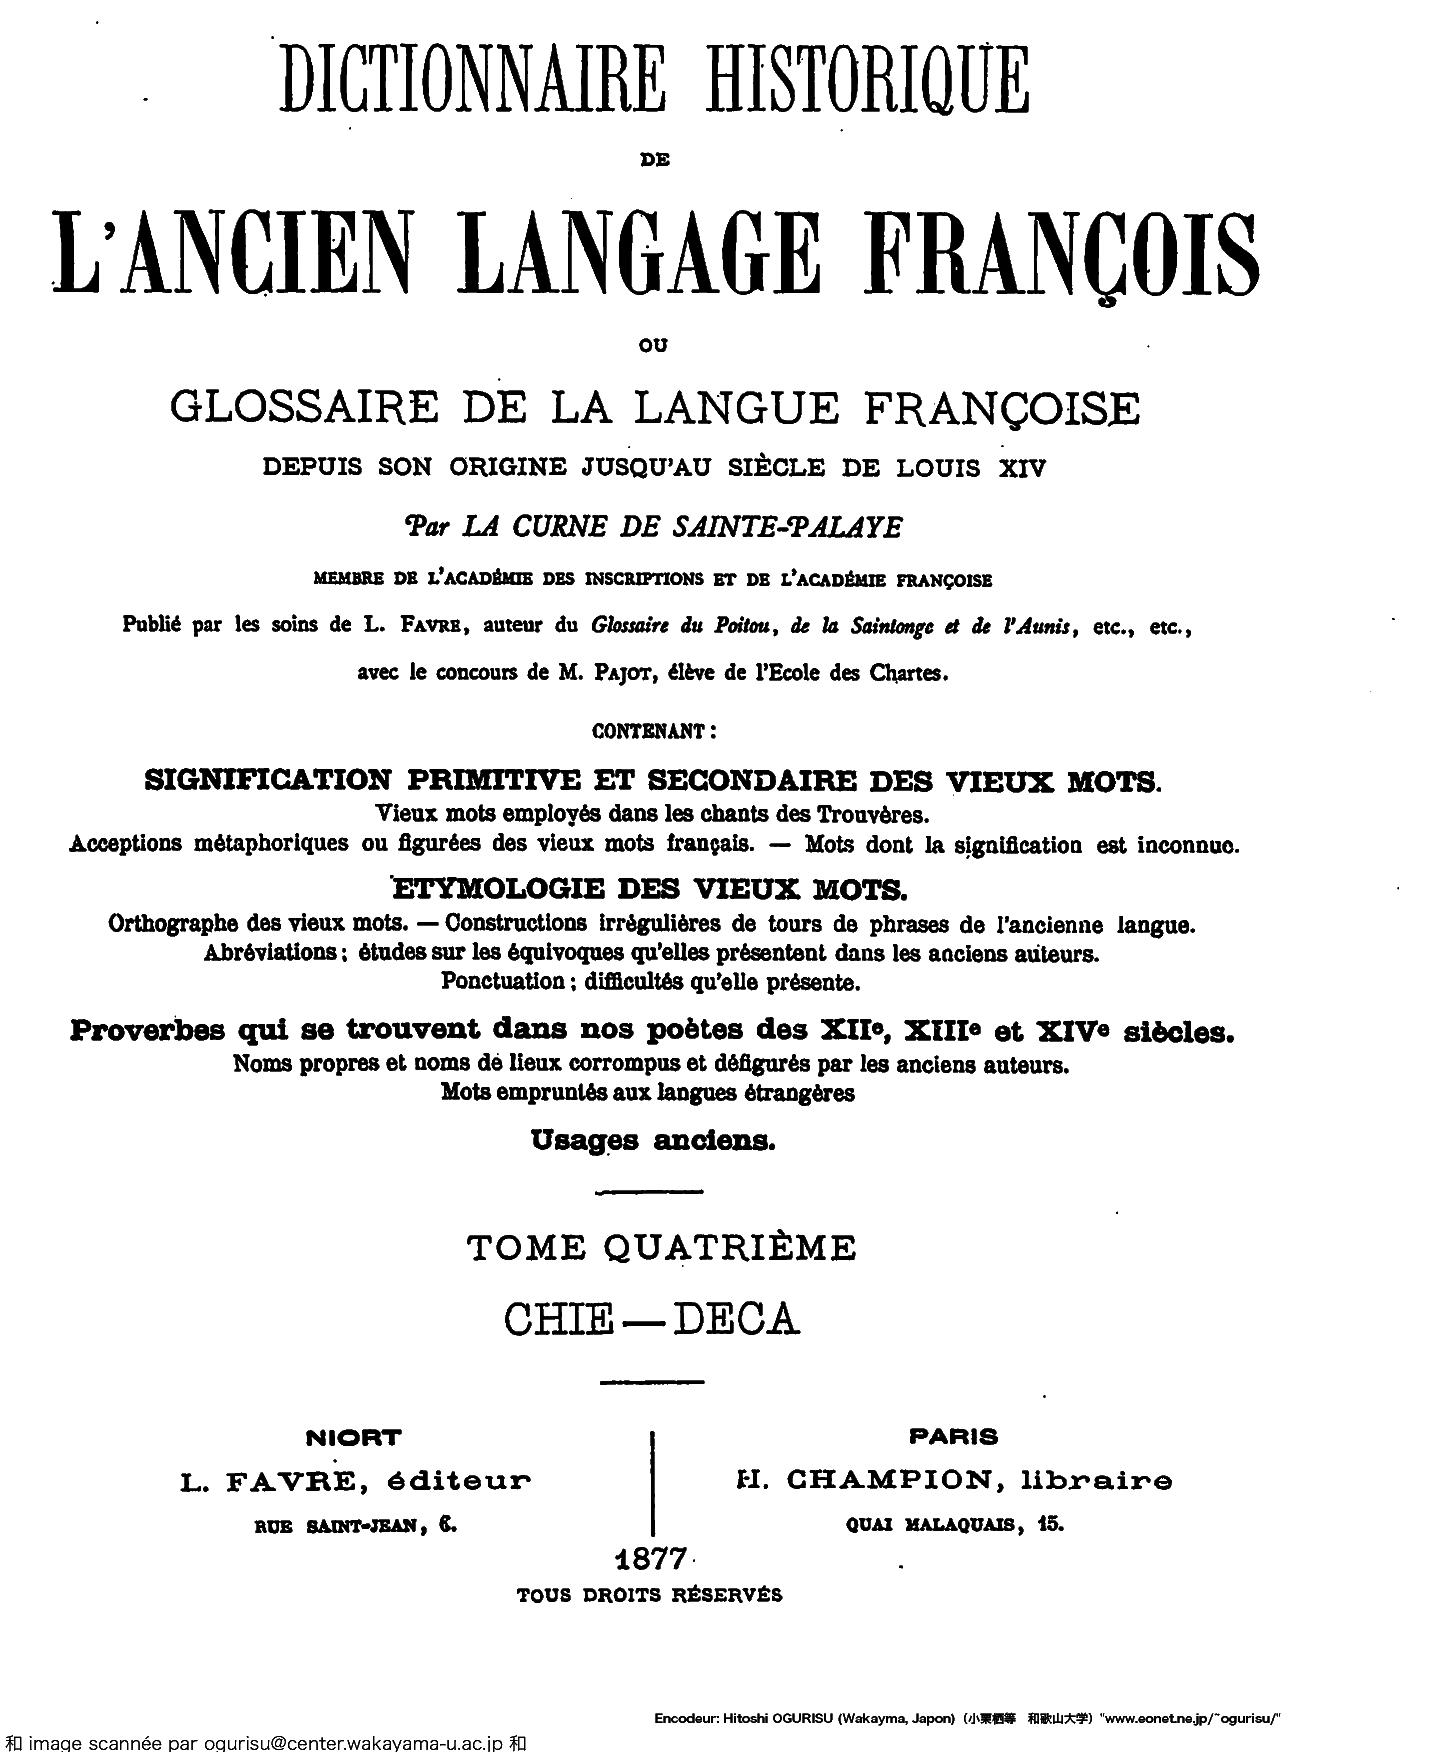 DICTIONNAIRE HISTORIQUE
DE
L'ANCIEN LANGAGE FRANÇOIS
OU
GLOSSAIRE DE LA LANGUE FRANÇOISE
DEPUIS SON ORIGINE JUSQU'AU SIÈCLE DE LOUIS XIV
Par LA CURNE DE SAINTE-PALAYE
MEMBRE DE L'ACADÉMIE DES INSCRIPTIONS ET DE L'ACADÉMIE FRANÇOISE
Publié par les soins de L. FAVRE, auteur du Glossaire du Poitou, de la Saintonge et de l'Aunis, etc., etc.,
avec le concours de M. PAJOT, élève de l'Ecole des Chartes.
CONTENANT :
SIGNIFICATION PRIMITIVE ET SECONDAIRE DES VIEUX MOTS.
Vieux mots employés dans les chants des Trouvères.
Acceptions métaphoriques ou figurées des vieux mots français. — Mots dont la signification est inconnue.
ETYMOLOGIE DES VIEUX MOTS.
Orthographe des vieux mots. — Constructions irrégulières de tours de phrases de l'ancienne langue.
Abréviations ; études sur les équivoques qu'elles présentent dans les anciens auteurs.
Ponctuation ; difficultés qu'elle présente.
Proverbes qui se trouvent dans nos poètes des XIIe, XIIIe et XIVe siècles.
Noms propres et noms de lieux corrompus et défigurés par les anciens auteurs.
Mots empruntés aux langues étrangères
Usages anciens.
TOME QUATRIÈME
CHIE — DECA
NIORT
L. FAVRE, éditeur
RUE SAINT-JEAN, 6.
PARIS
H. CHAMPION, libraire
QUAI MALAQUAIS, 15.
1877
TOUS DROITS RÉSERVÉS
Encodeur: Hitoshi OGURISU (Wakayma, Japon) (小栗栖等 和歌山大学) "www.eonet.ne.jp/~ogurisu/"
和 image scannée par ogurisu@center.wakayama-u.ac.jp 和